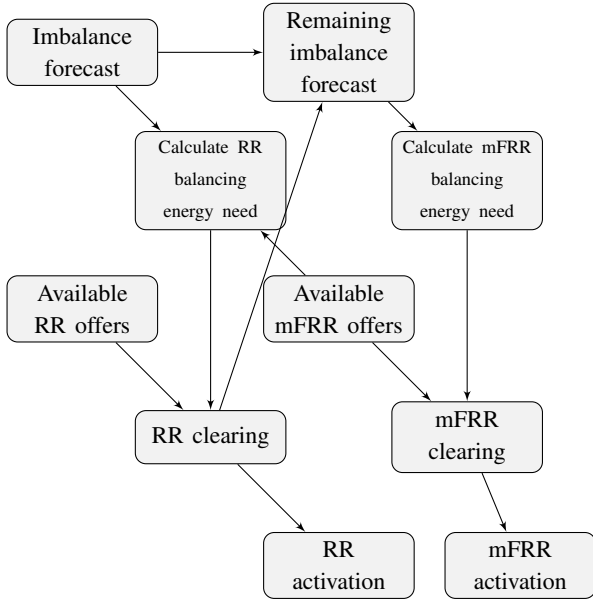 Imbalance
forecast
Remaining
imbalance
forecast
Calculate RR
balancing
energy need
Calculate mFRR
balancing
energy need
Available
RR offers
Available
mFRR offers
RR clearing
mFRR
clearing
RR
activation
mFRR
activation